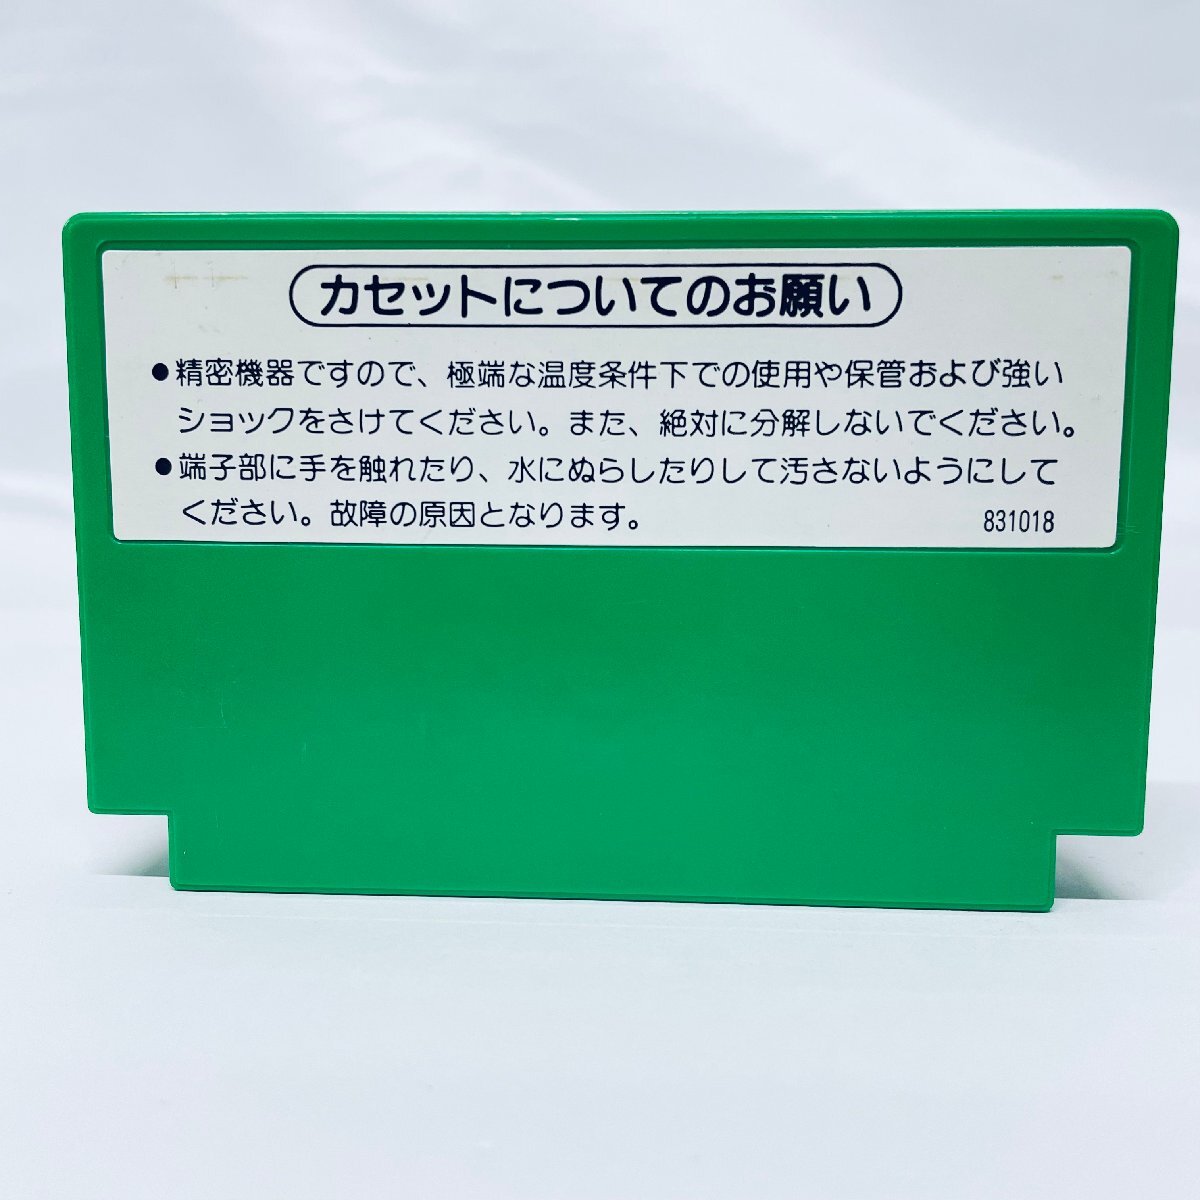 カセットについてのお願い
●精密機器ですので、極端な温度条件下での使用や保管および強い
ショックをさけてください。また、絶対に分解しないでください。
●端子部に手を触れたり、水にぬらしたりして汚さないようにして
ください。故障の原因となります。
831018